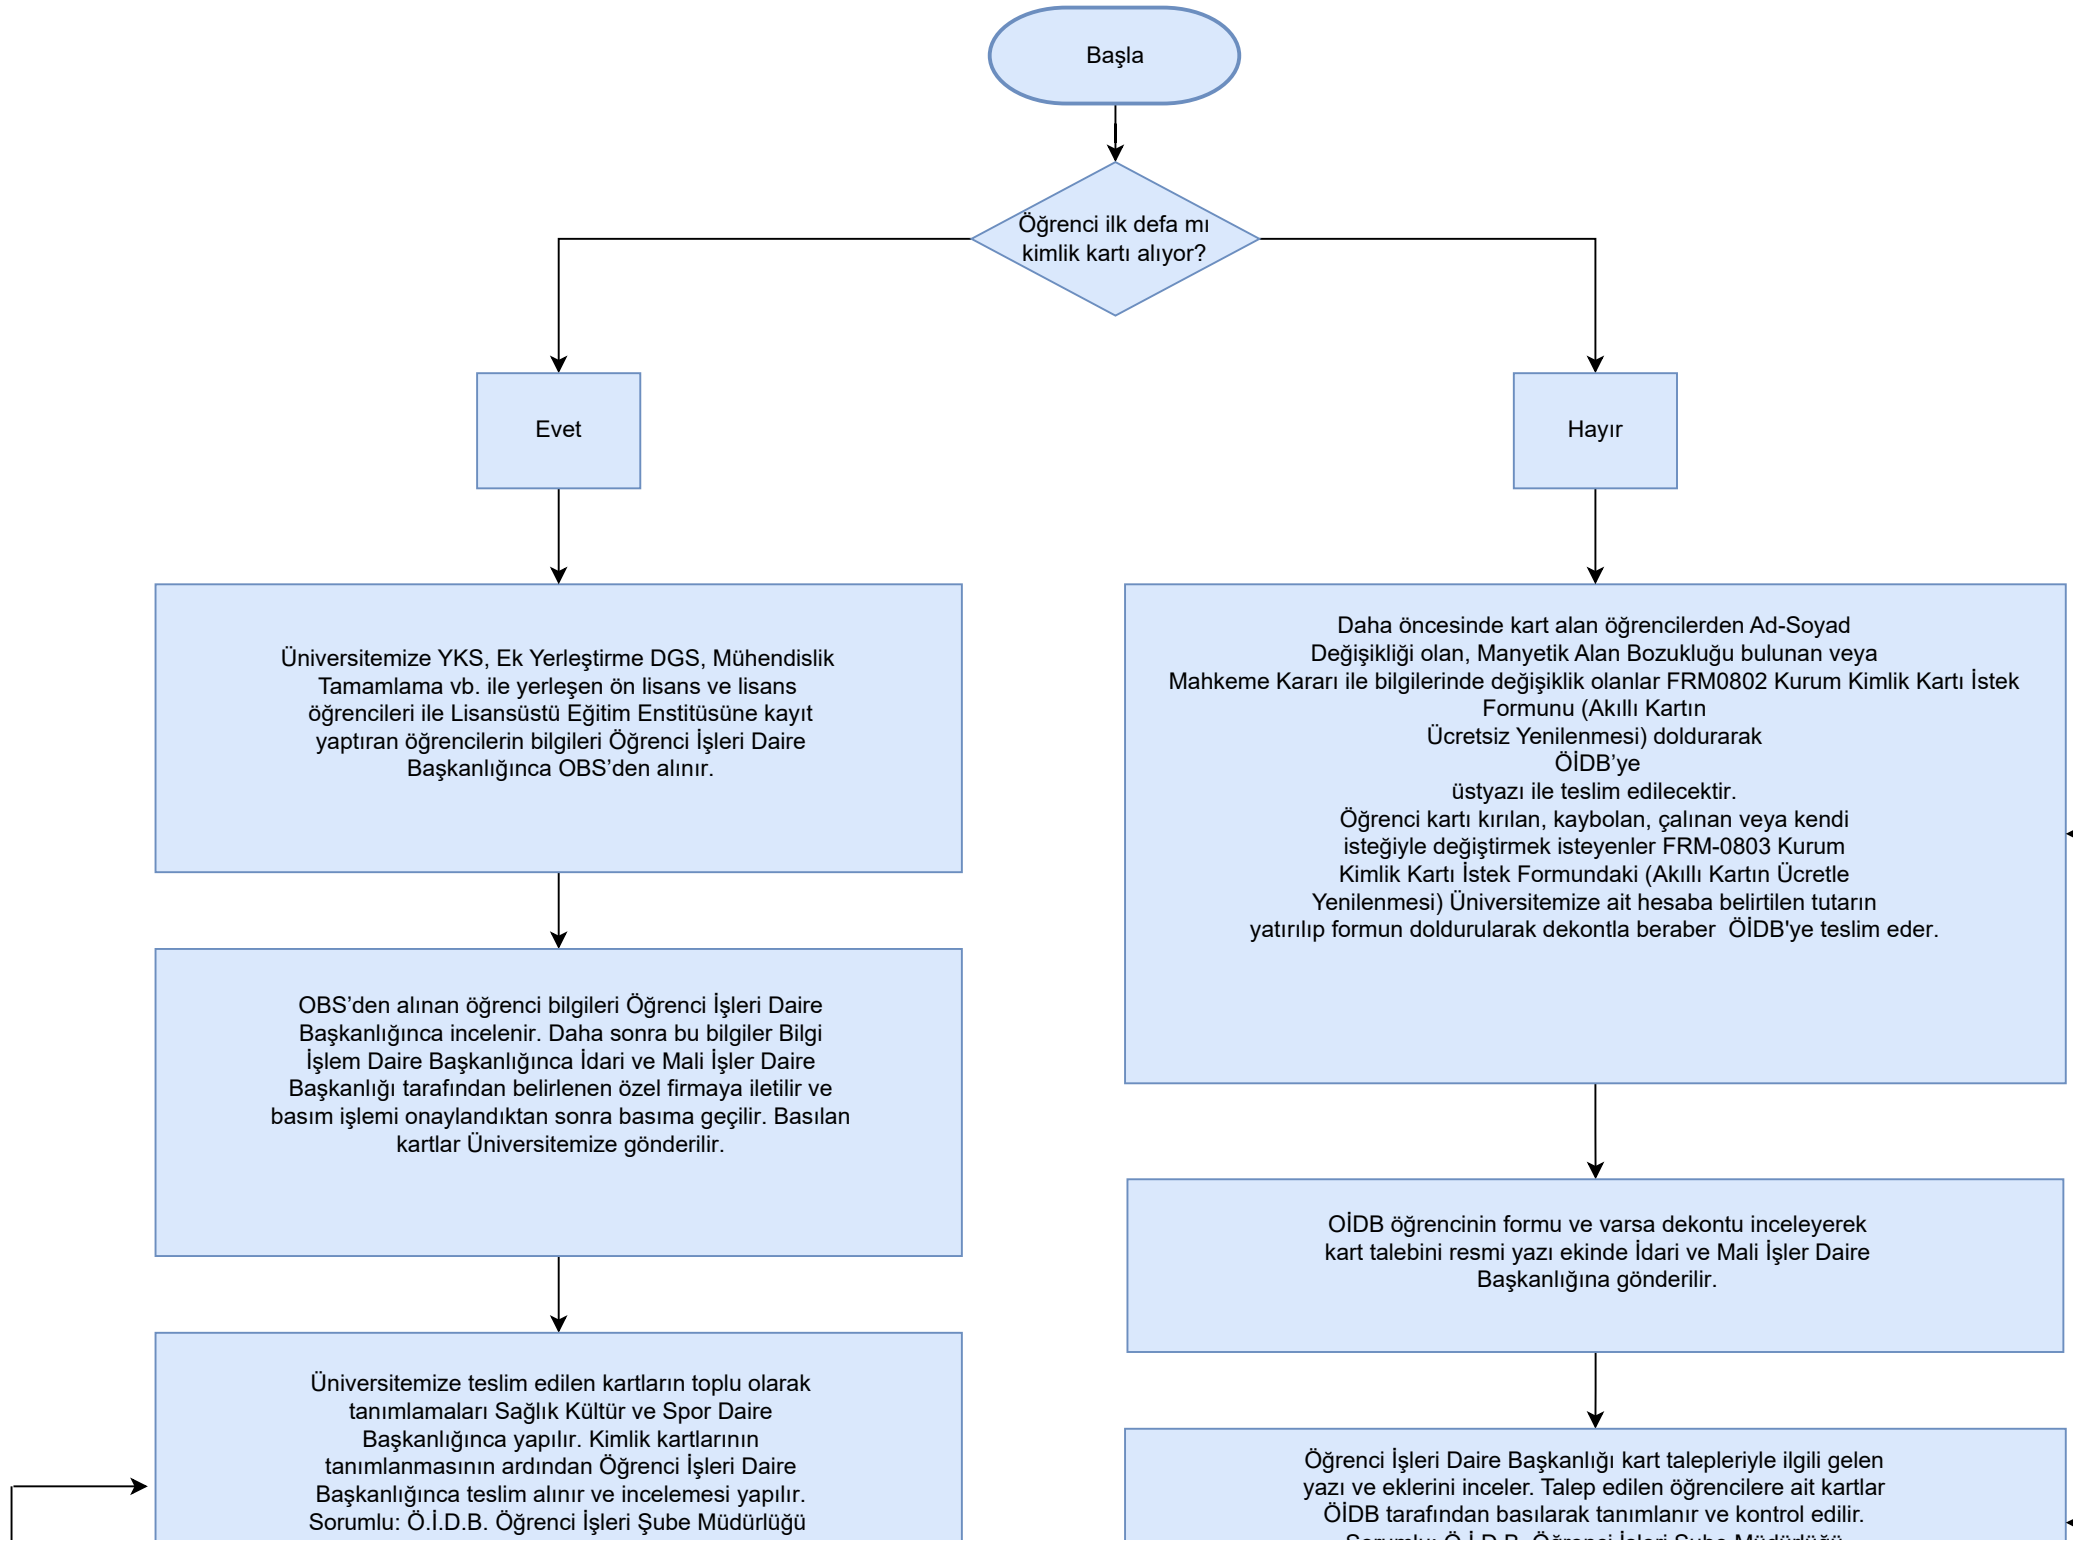 Başla
Öğrenci ilk defa mı
kimlik kartı alıyor?
Evet
Hayır
Üniversitemize YKS, Ek Yerleştirme DGS, Mühendislik
Tamamlama vb. ile yerleşen ön lisans ve lisans
öğrencileri ile Lisansüstü Eğitim Enstitüsüne kayıt
yaptıran öğrencilerin bilgileri Öğrenci İşleri Daire
Başkanlığınca OBS’den alınır.
Daha öncesinde kart alan öğrencilerden Ad-Soyad
Değişikliği olan, Manyetik Alan Bozukluğu bulunan veya
Mahkeme Kararı ile bilgilerinde değişiklik olanlar FRM0802 Kurum Kimlik Kartı İstek
Formunu (Akıllı Kartın
Ücretsiz Yenilenmesi) doldurarak
ÖİDB’ye
üstyazı ile teslim edilecektir.
Öğrenci kartı kırılan, kaybolan, çalınan veya kendi
isteğiyle değiştirmek isteyenler FRM-0803 Kurum
Kimlik Kartı İstek Formundaki (Akıllı Kartın Ücretle
Yenilenmesi) Üniversitemize ait hesaba belirtilen tutarın
yatırılıp formun doldurularak dekontla beraber  ÖİDB'ye teslim eder.
OBS’den alınan öğrenci bilgileri Öğrenci İşleri Daire
Başkanlığınca incelenir. Daha sonra bu bilgiler Bilgi
İşlem Daire Başkanlığınca İdari ve Mali İşler Daire
Başkanlığı tarafından belirlenen özel firmaya iletilir ve
basım işlemi onaylandıktan sonra basıma geçilir. Basılan
kartlar Üniversitemize gönderilir.
OİDB öğrencinin formu ve varsa dekontu inceleyerek
kart talebini resmi yazı ekinde İdari ve Mali İşler Daire
Başkanlığına gönderilir.
Üniversitemize teslim edilen kartların toplu olarak
tanımlamaları Sağlık Kültür ve Spor Daire
Başkanlığınca yapılır. Kimlik kartlarının
tanımlanmasının ardından Öğrenci İşleri Daire
Başkanlığınca teslim alınır ve incelemesi yapılır.
Sorumlu: Ö.İ.D.B. Öğrenci İşleri Şube Müdürlüğü
Öğrenci İşleri Daire Başkanlığı kart talepleriyle ilgili gelen
yazı ve eklerini inceler. Talep edilen öğrencilere ait kartlar
ÖİDB tarafından basılarak tanımlanır ve kontrol edilir.
Sorumlu: Ö.İ.D.B. Öğrenci İşleri Şube Müdürlüğü